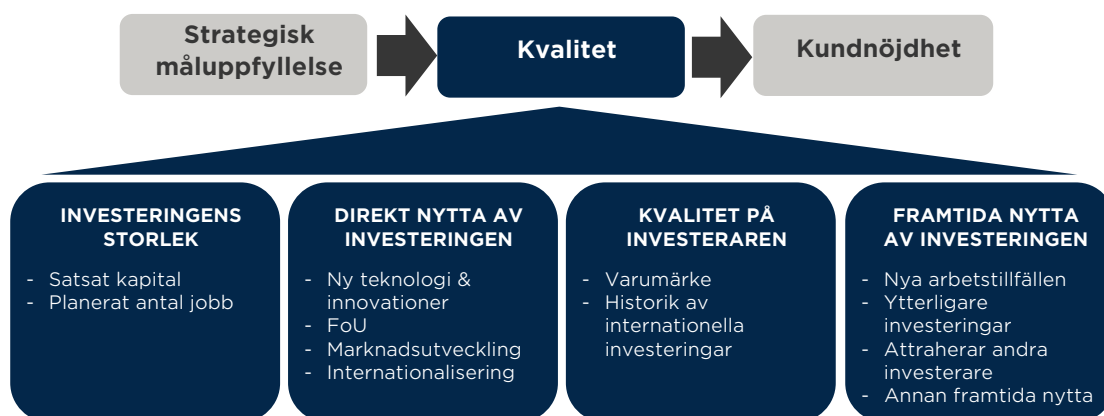 Strategisk
måluppfyllelse
Kvalitet
Kundnöjdhet
INVESTERINGENS
STORLEK
- Satsat kapital
- Planerat antal jobb
DIREKT NYTTA AV
INVESTERINGEN
- Ny teknologi &
innovationer
- FoU
- Marknadsutveckling
- Internationalisering
KVALITET PÅ
INVESTERAREN
- Varumärke
- Historik av
internationella
investeringar
FRAMTIDA NYTTA
AV INVESTERINGEN
- Nya arbetstillfällen
- Ytterligare
investeringar
- Attraherar andra
investerare
- Annan framtida nytta